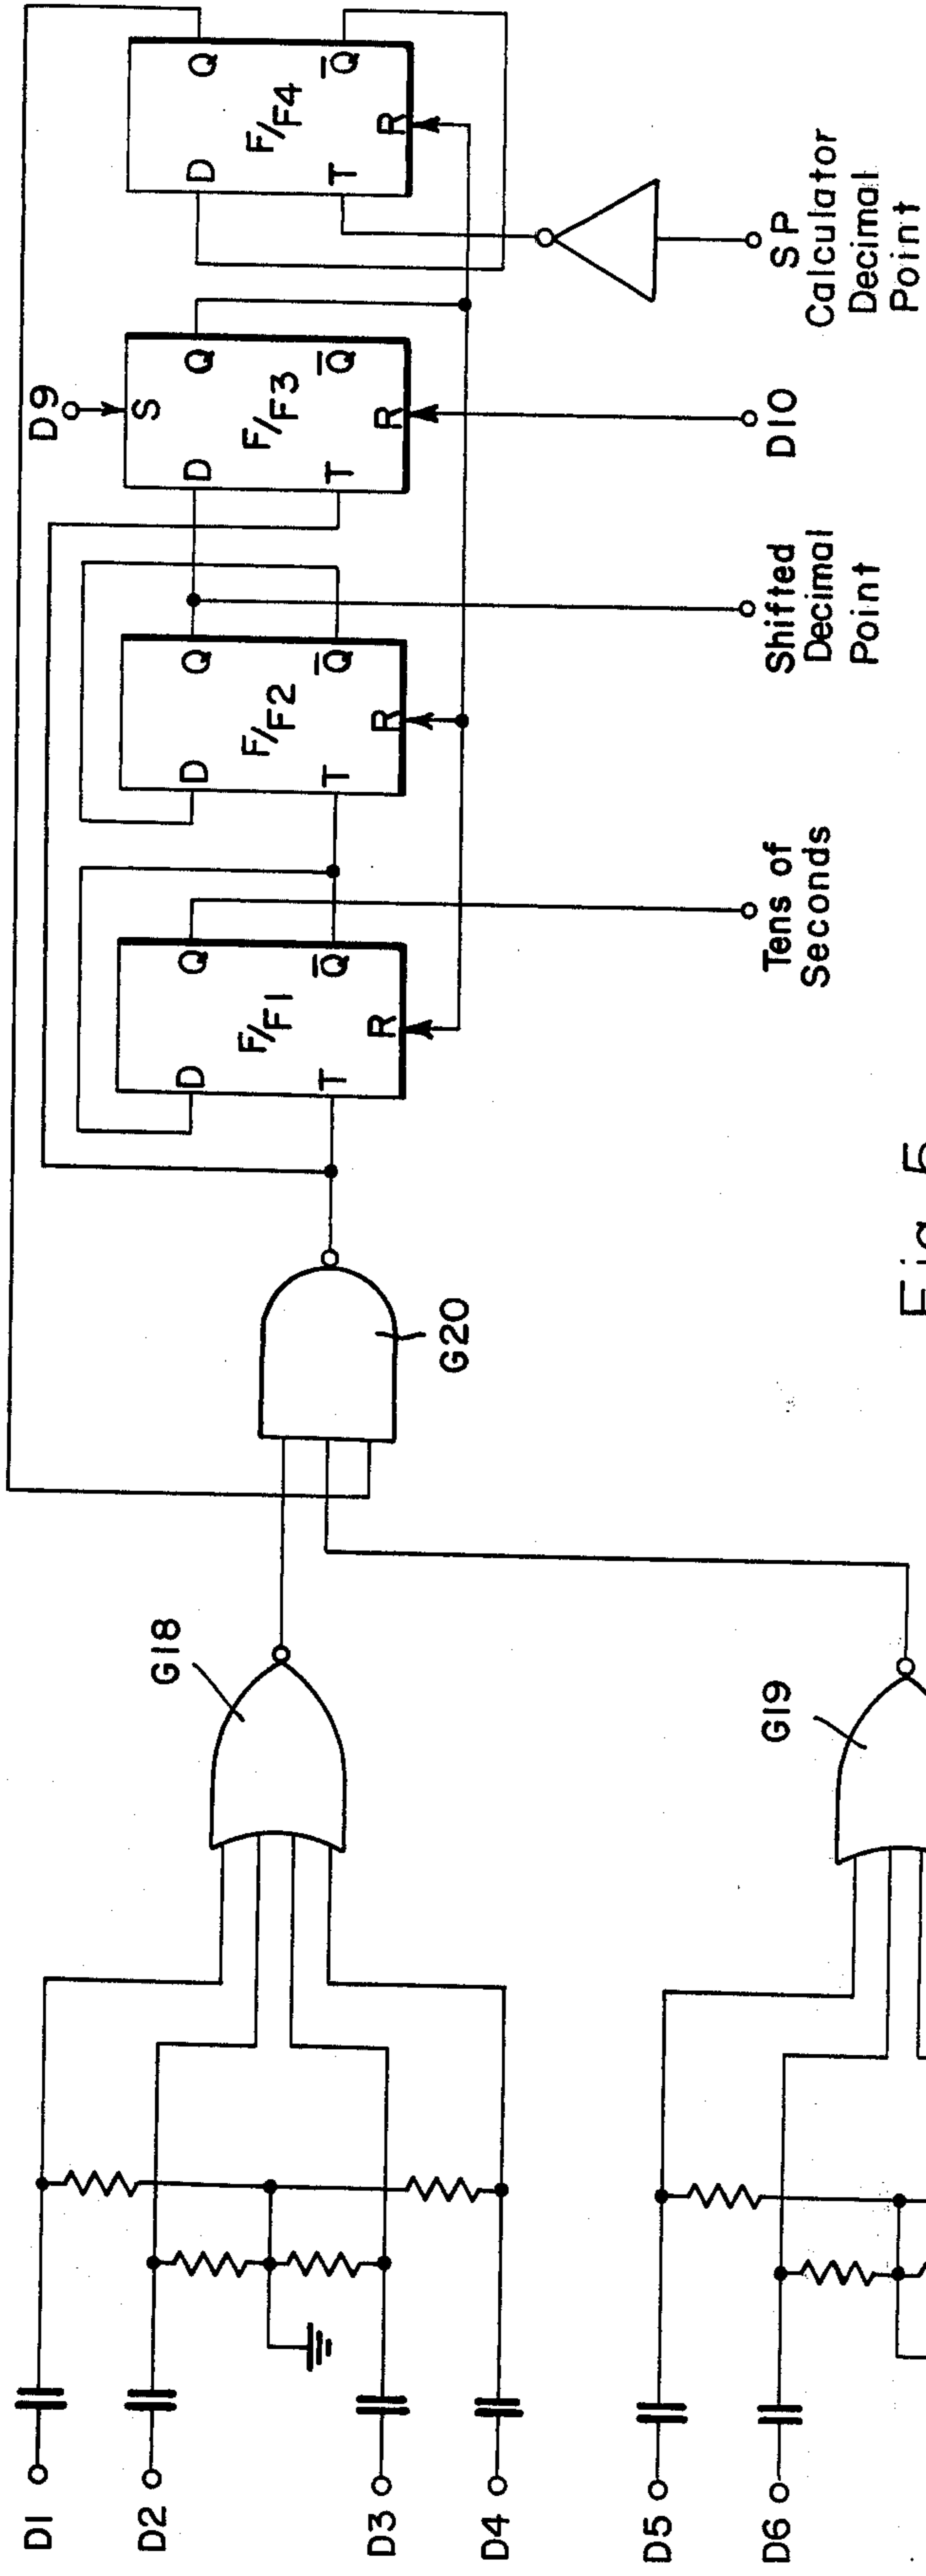 D9
D
Q
T
Q
R
F/F1
D
Q
T
Q
R
F/F2
S
D
Q
T
Q
R
F/F3
D
Q
T
Q
R
F/F4
G18
G20
G19
D1
D2
D3
D4
D5
D6
Tens of
Seconds
Shifted
Decimal
Point
D10
SP
Calculator
Decimal
Point